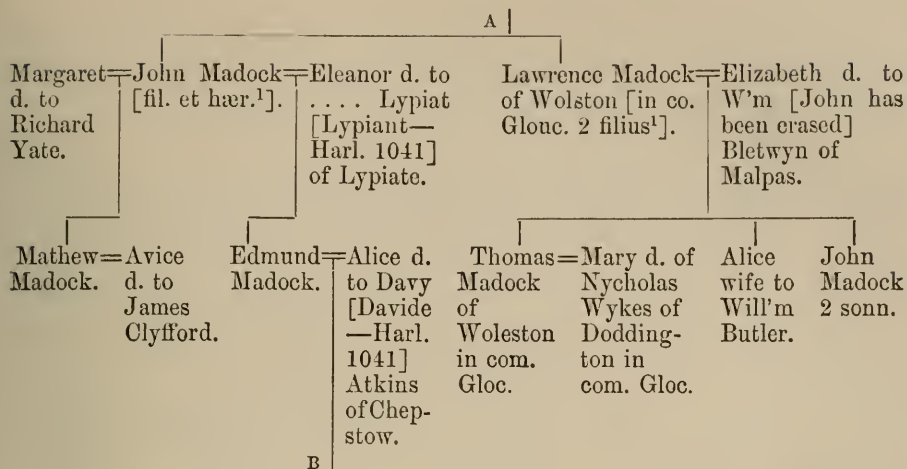 A
Margaret=John Madock=Eleanor d. to
d. to [fil. et hær.¹]. .... Lypiat
Richard [Lypiant—
Yate. Harl. 1041]
of Lypiate.
Lawrence Madock=Elizabeth d. to
of Wolston [in co. W'm [John has
Glouc. 2 filius¹]. been erased]
Bletwyn of
Malpas.
Mathew=Avice
Madock. d. to
James
Clyfford.
Edmund=Alice d.
Madock. to Davy
[Davide
—Harl.
1041]
Atkins
of Chep-
stow.
Thomas=Mary d. of
Madock Nycholas
of Wykes of
Woleston Dodding-
in com. ton in
Gloc. com. Gloc.
Alice
wife to
Will'm
Butler.
John
Madock
2 sonn.
B